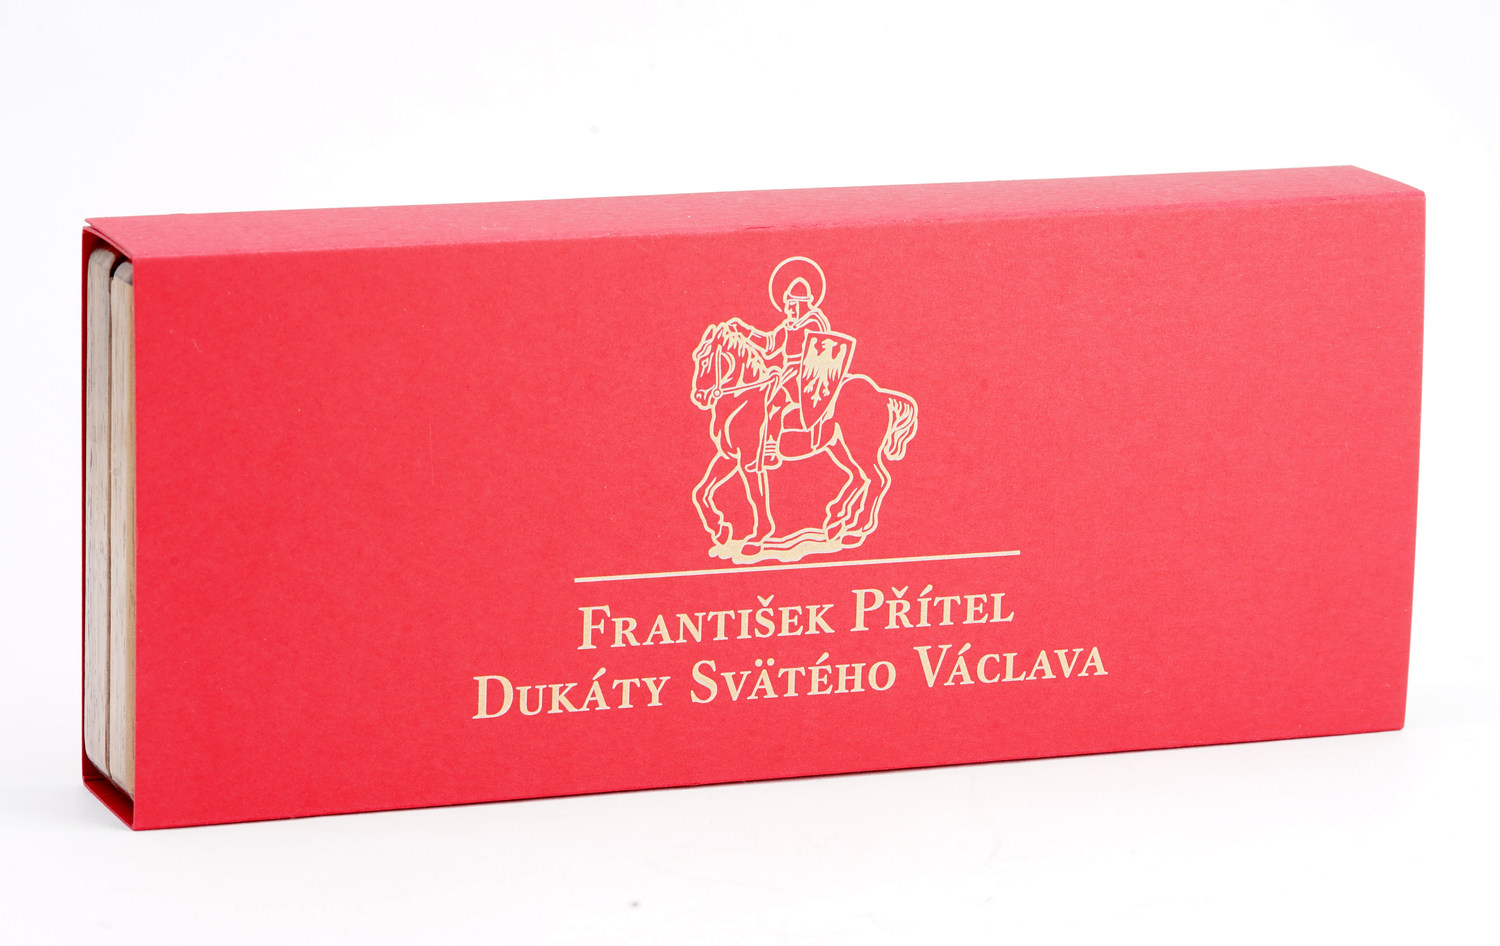 František Přítel
Dukáty Svätého Václava